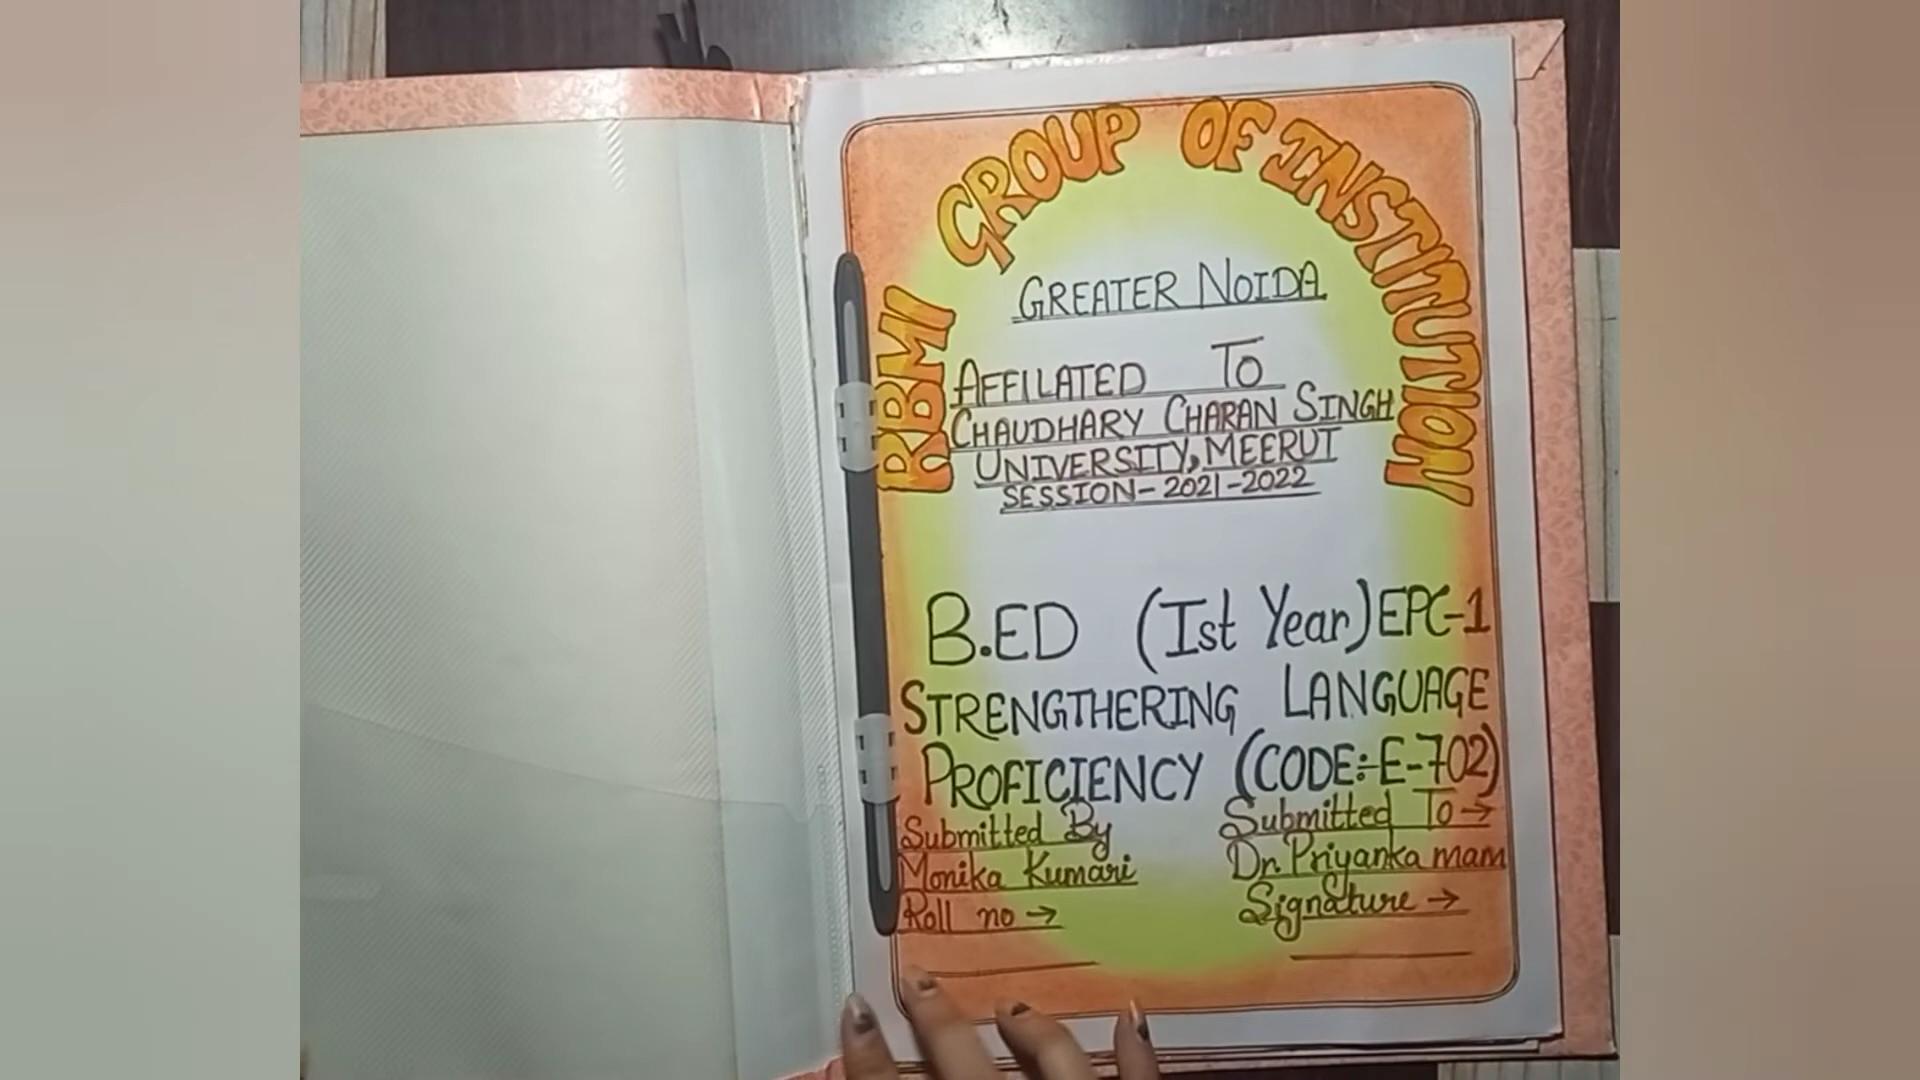 RBMI GROUP OF INSTITUTION
GREATER NOIDA
AFFILATED TO
CHAUDHARY CHARAN SINGH
UNIVERSITY, MEERUT
SESSION-2021-2022
B.ED (Ist Year) EPC-1
STRENGTHERING LANGUAGE
PROFICIENCY (CODE:-E-702)
Submitted By
Monika Kumari
Roll no →
Submitted To →
Dr. Priyanka mam
Signature →